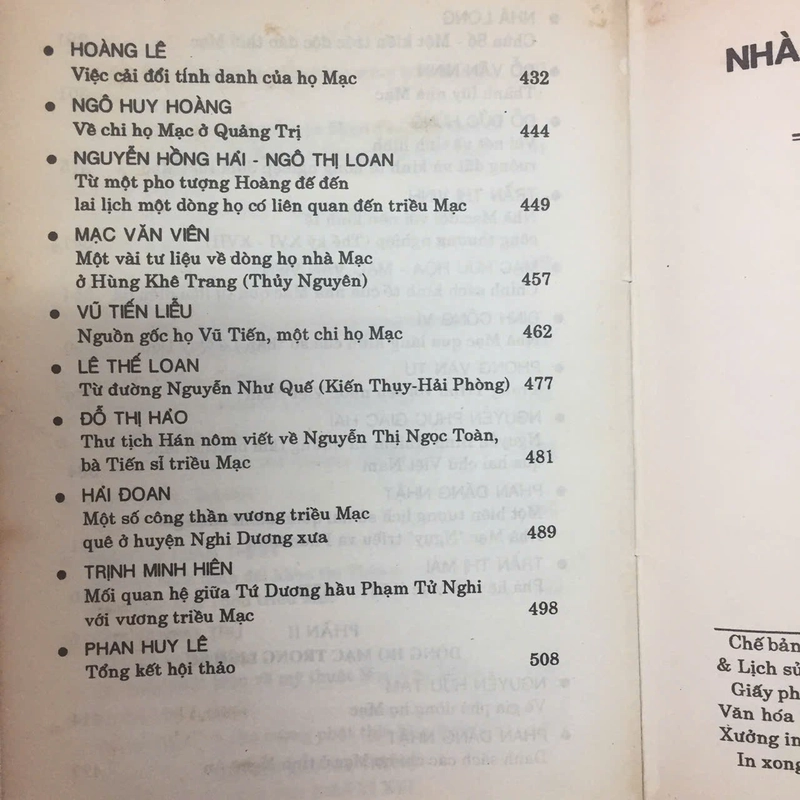 ● HOÀNG LÊ
Việc cải đổi tính danh của họ Mạc 432
● NGÔ HUY HOÀNG
Về chi họ Mạc ở Quảng Trị 444
● NGUYỄN HỒNG HẢI - NGÔ THỊ LOAN
Từ một pho tượng Hoàng đế đến
lai lịch một dòng họ có liên quan đến triều Mạc 449
● MẠC VĂN VIÊN
Một vài tư liệu về dòng họ nhà Mạc
ở Hùng Khê Trang (Thủy Nguyên) 457
● VŨ TIẾN LIỄU
Nguồn gốc họ Vũ Tiến, một chi họ Mạc 462
● LÊ THẾ LOAN
Từ đường Nguyễn Như Quế (Kiến Thụy-Hải Phòng) 477
● ĐỖ THỊ HẢO
Thư tịch Hán nôm viết về Nguyễn Thị Ngọc Toàn,
bà Tiến sĩ triều Mạc 481
● HẢI ĐOAN
Một số công thần vương triều Mạc
quê ở huyện Nghi Dương xưa 489
● TRỊNH MINH HIÊN
Mối quan hệ giữa Tứ Dương hầu Phạm Tử Nghi
với vương triều Mạc 498
● PHAN HUY LÊ
Tổng kết hội thảo 508
NHÀ
Chế bản
& Lịch sử
Giấy ph
Văn hóa
Xưởng in
In xong